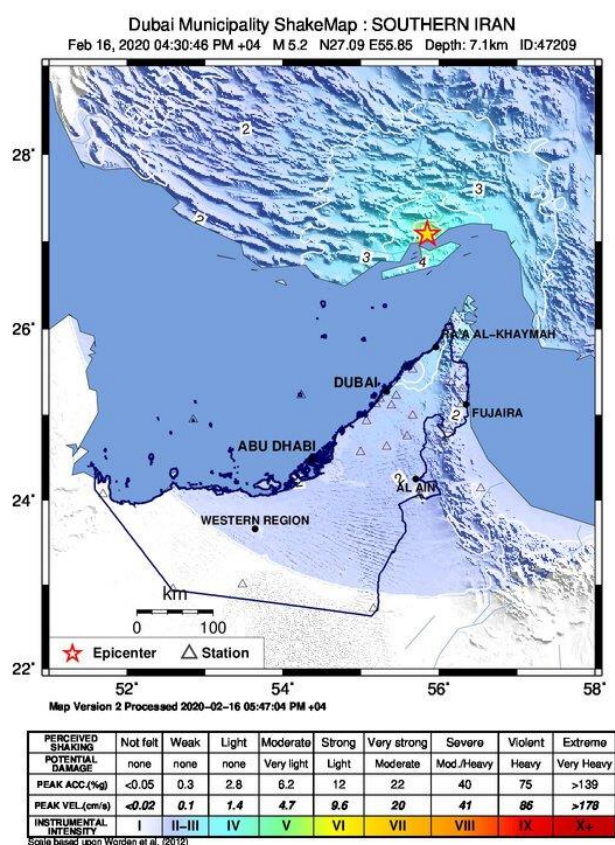 Dubai Municipality ShakeMap : SOUTHERN IRAN
Feb 16, 2020 04:30:46 PM +04 M 5.2 N27.09 E55.85 Depth: 7.1km ID:47209
2
3
28°
2
3
4
26°
RA'A AL-KHAYMAH
DUBAI
2
FUJAIRA
ABU DHABI
2
24°
AL AIN
WESTERN REGION
km
0 100
Epicenter Station
22°
52° 54° 56° 58°
Map Version 2 Processed 2020-02-16 05:47:04 PM +04
PERCEIVED SHAKING Not felt Weak Light Moderate Strong Very strong Severe Violent Extreme
POTENTIAL DAMAGE none none none Very light Light Moderate Mod./Heavy Heavy Very Heavy
PEAK ACC.(%g) <0.05 0.3 2.8 6.2 12 22 40 75 >139
PEAK VEL.(cm/s) <0.02 0.1 1.4 4.7 9.6 20 41 86 >178
INSTRUMENTAL INTENSITY I II-III IV V VI VII VIII IX X+
Scale based upon Worden et al. (2012)